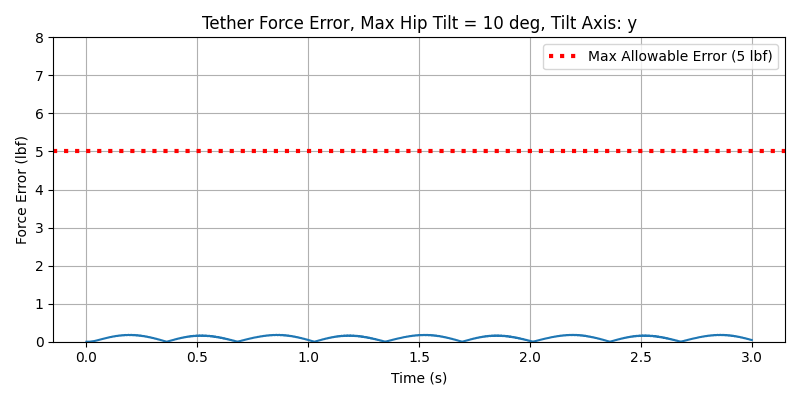 Tether Force Error, Max Hip Tilt = 10 deg, Tilt Axis: y
Max Allowable Error (5 lbf)
Force Error (lbf)
8
7
6
5
4
3
2
1
0
0.0 0.5 1.0 1.5 2.0 2.5 3.0
Time (s)